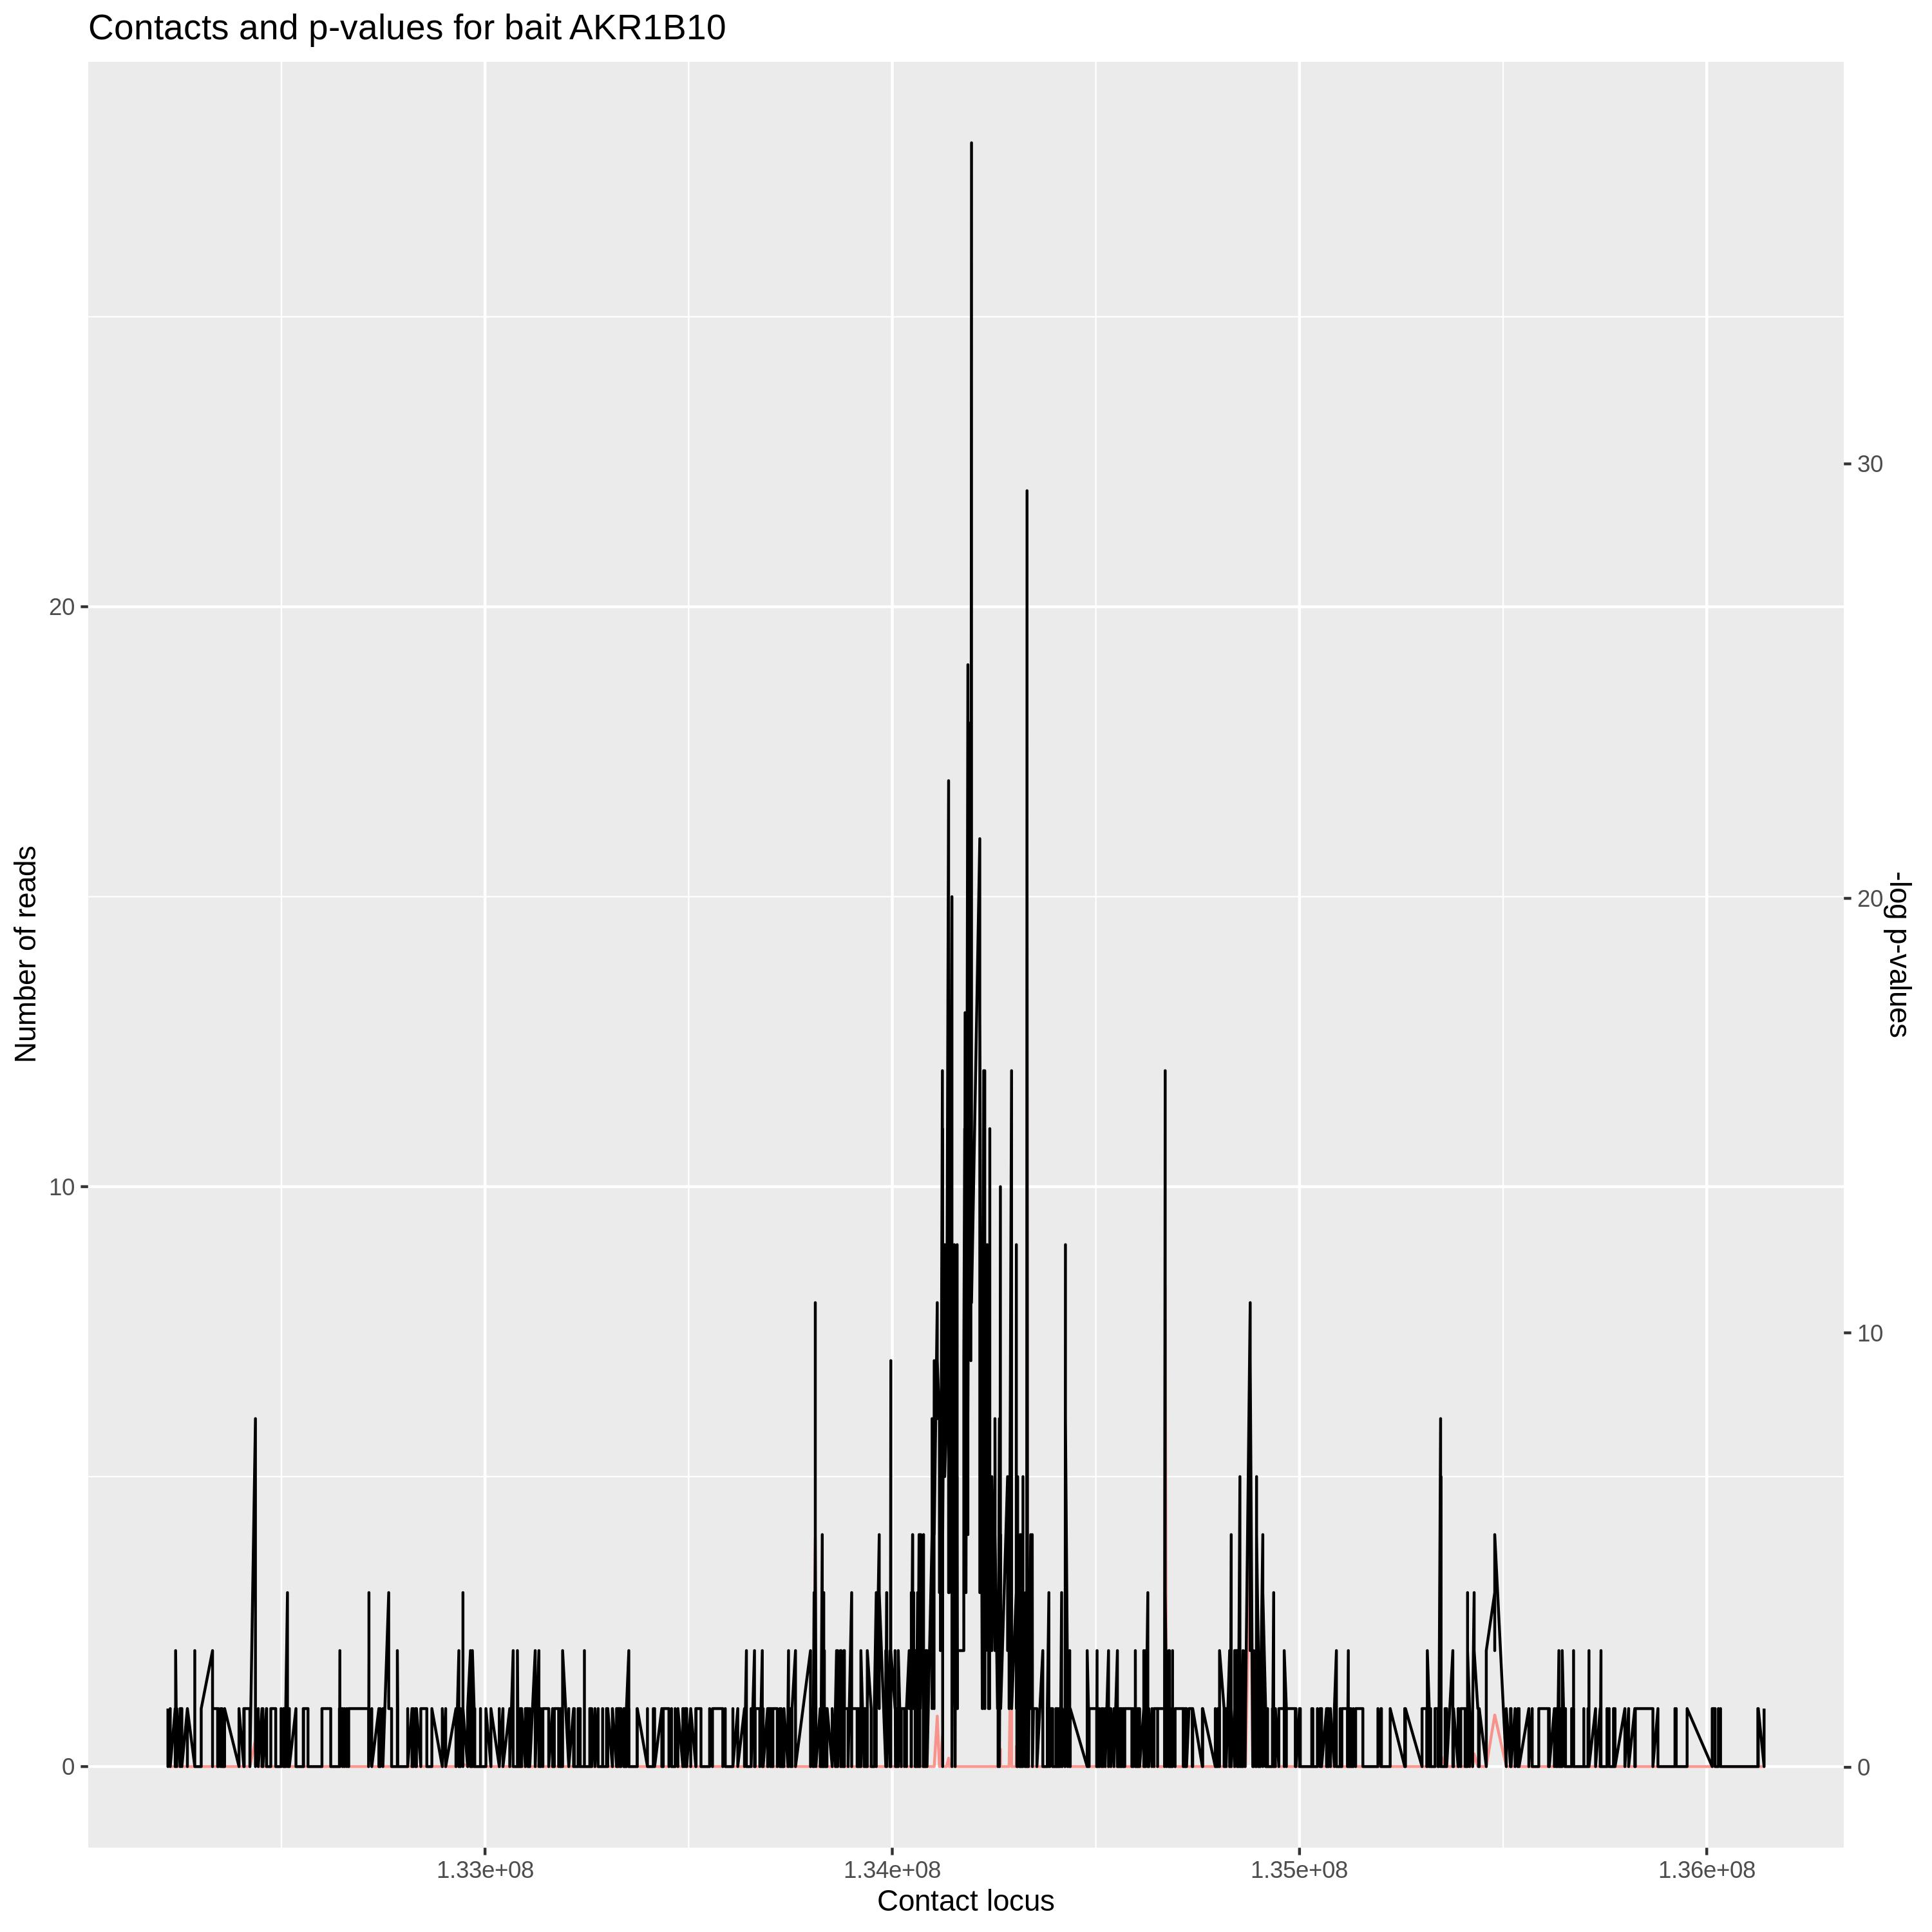 Contacts and p-values for bait AKR1B10
Number of reads
20
10
0
30
20
10
0
-log p-values
1.33e+08
1.34e+08
1.35e+08
1.36e+08
Contact locus